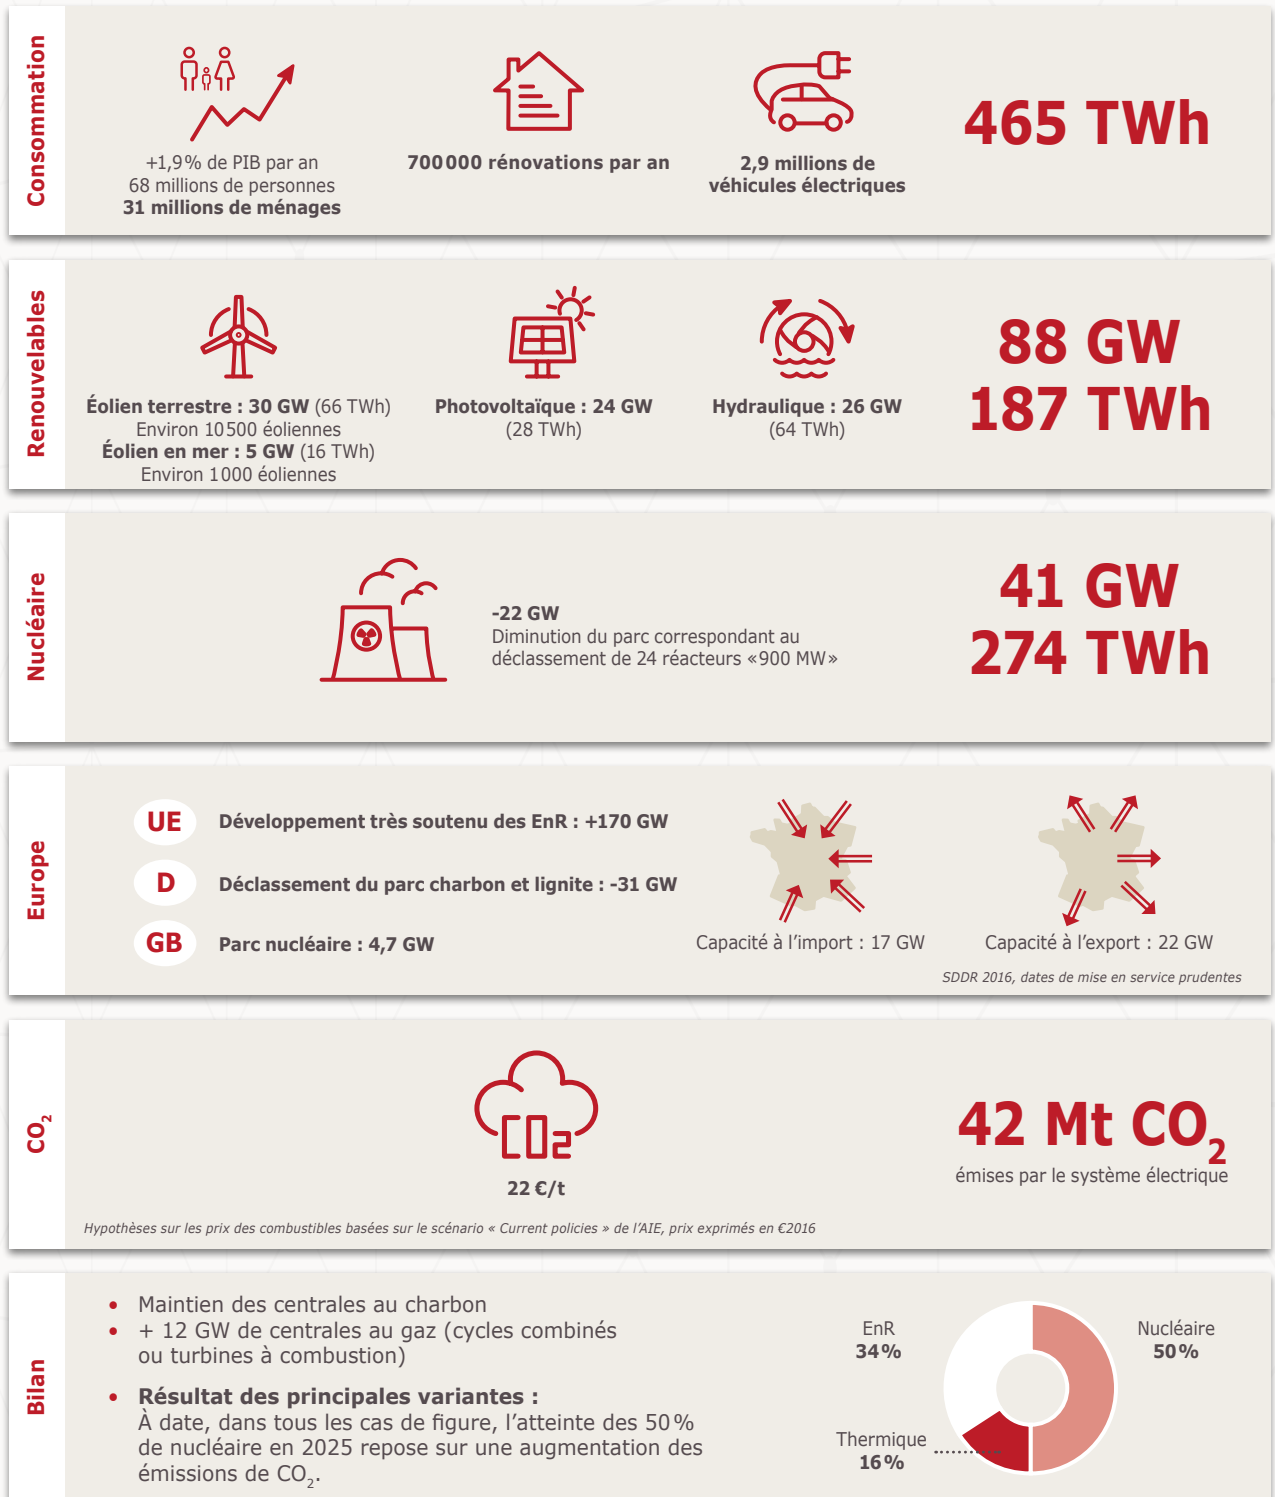 Consommation
+1,9% de PIB par an
68 millions de personnes
31 millions de ménages
700 000 rénovations par an
2,9 millions de
véhicules électriques
465 TWh
Renouvelables
Éolien terrestre : 30 GW (66 TWh)
Environ 10 500 éoliennes
Éolien en mer : 5 GW (16 TWh)
Environ 1 000 éoliennes
Photovoltaïque : 24 GW
(28 TWh)
Hydraulique : 26 GW
(64 TWh)
88 GW
187 TWh
Nucléaire
-22 GW
Diminution du parc correspondant au
déclassement de 24 réacteurs «900 MW»
41 GW
274 TWh
Europe
UE
Développement très soutenu des EnR : +170 GW
D
Déclassement du parc charbon et lignite : -31 GW
GB
Parc nucléaire : 4,7 GW
Capacité à l'import : 17 GW
Capacité à l'export : 22 GW
SDDR 2016, dates de mise en service prudentes
CO₂
CO2
22 €/t
42 Mt CO₂
émises par le système électrique
Hypothèses sur les prix des combustibles basées sur le scénario « Current policies » de l'AIE, prix exprimés en €2016
Bilan
• Maintien des centrales au charbon
• + 12 GW de centrales au gaz (cycles combinés
ou turbines à combustion)
• Résultat des principales variantes :
À date, dans tous les cas de figure, l'atteinte des 50 %
de nucléaire en 2025 repose sur une augmentation des
émissions de CO₂.
EnR
34 %
Nucléaire
50 %
Thermique
16 %